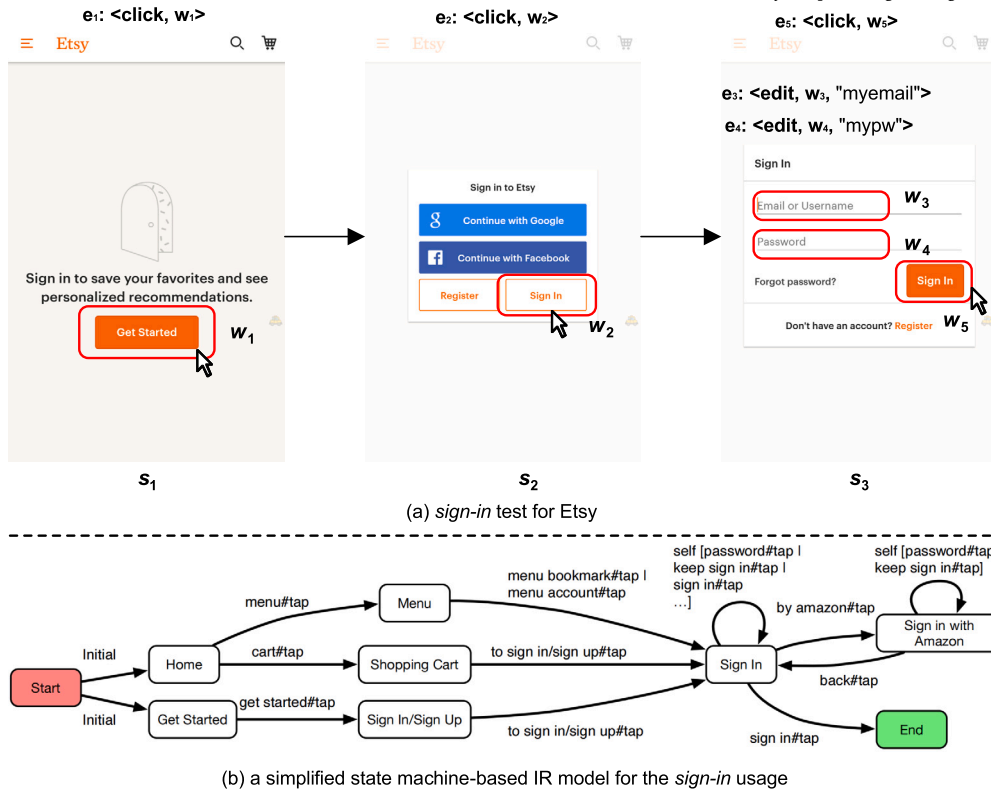 e1: <click, w1>
e2: <click, w2>
e5: <click, w5>
Etsy
Etsy
Etsy
Sign in to save your favorites and see
personalized recommendations.
Get Started
w1
Sign in to Etsy
g Continue with Google
f Continue with Facebook
Register
Sign In
w2
e3: <edit, w3, "myemail">
e4: <edit, w4, "mypw">
Sign In
Email or Username
w3
Password
w4
Forgot password?
Sign In
Don't have an account? Register
w5
s1
s2
s3
(a) sign-in test for Etsy
self [password#tap |
keep sign in#tap |
sign in#tap
...]
self [password#tap
keep sign in#tap]
menu bookmark#tap |
menu account#tap
menu#tap
Menu
by amazon#tap
Sign in with
Amazon
Initial
Home
cart#tap
Shopping Cart
to sign in/sign up#tap
Sign In
Start
back#tap
Initial
Get Started
get started#tap
Sign In/Sign Up
to sign in/sign up#tap
sign in#tap
End
(b) a simplified state machine-based IR model for the sign-in usage